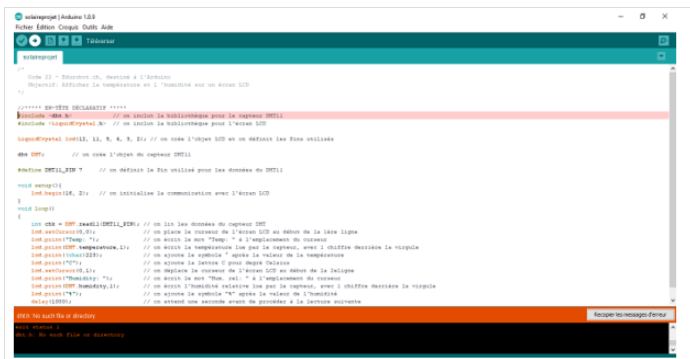 solaireprojet | Arduino 1.8.9
Fichier Édition Croquis Outils Aide
Téléverser
solaireprojet
/*
Code 22 - Edurobot.ch, destiné à l'Arduino
Objectif: Afficher la température et l'humidité sur un écran LCD
*/
//***** EN-TÊTE DÉCLARATIF *****
#include <dht.h> // on inclut la bibliothèque pour le capteur DHT11
#include <LiquidCrystal.h> // on inclut la bibliothèque pour l'écran LCD
LiquidCrystal lcd(12, 11, 5, 4, 3, 2); // on crée l'objet LCD et on définit les Pins utilisés
dht DHT; // on crée l'objet du capteur DHT11
#define DHT11_PIN 7 // on définit le Pin utilisé pour les données du DHT11
void setup(){
lcd.begin(16, 2); // on initialise la communication avec l'écran LCD
}
void loop()
{
int chk = DHT.read11(DHT11_PIN); // on lit les données du capteur DHT
lcd.setCursor(0,0); // on place le curseur de l'écran LCD au début de la 1ère ligne
lcd.print("Temp: "); // on écrit le mot "Temp: " à l'emplacement du curseur
lcd.print(DHT.temperature,1); // on écrit la température lue par le capteur, avec 1 chiffre derrière la virgule
lcd.print((char)223); // on ajoute le symbole ° après la valeur de la température
lcd.print("C"); // on ajoute la lettre C pour degré Celsius
lcd.setCursor(0,1); // on déplace le curseur de l'écran LCD au début de la 2eligne
lcd.print("Humidity: "); // on écrit le mot "Hum. rel: " à l'emplacement du curseur
lcd.print(DHT.humidity,1); // on écrit l'humidité relative lue par le capteur, avec 1 chiffre derrière la virgule
lcd.print("%"); // on ajoute le symbole "%" après la valeur de l'humidité
delay(1000); // on attend une seconde avant de procéder à la lecture suivante
dht.h: No such file or directory
Recopier les messages d'erreur
exit status 1
dht.h: No such file or directory